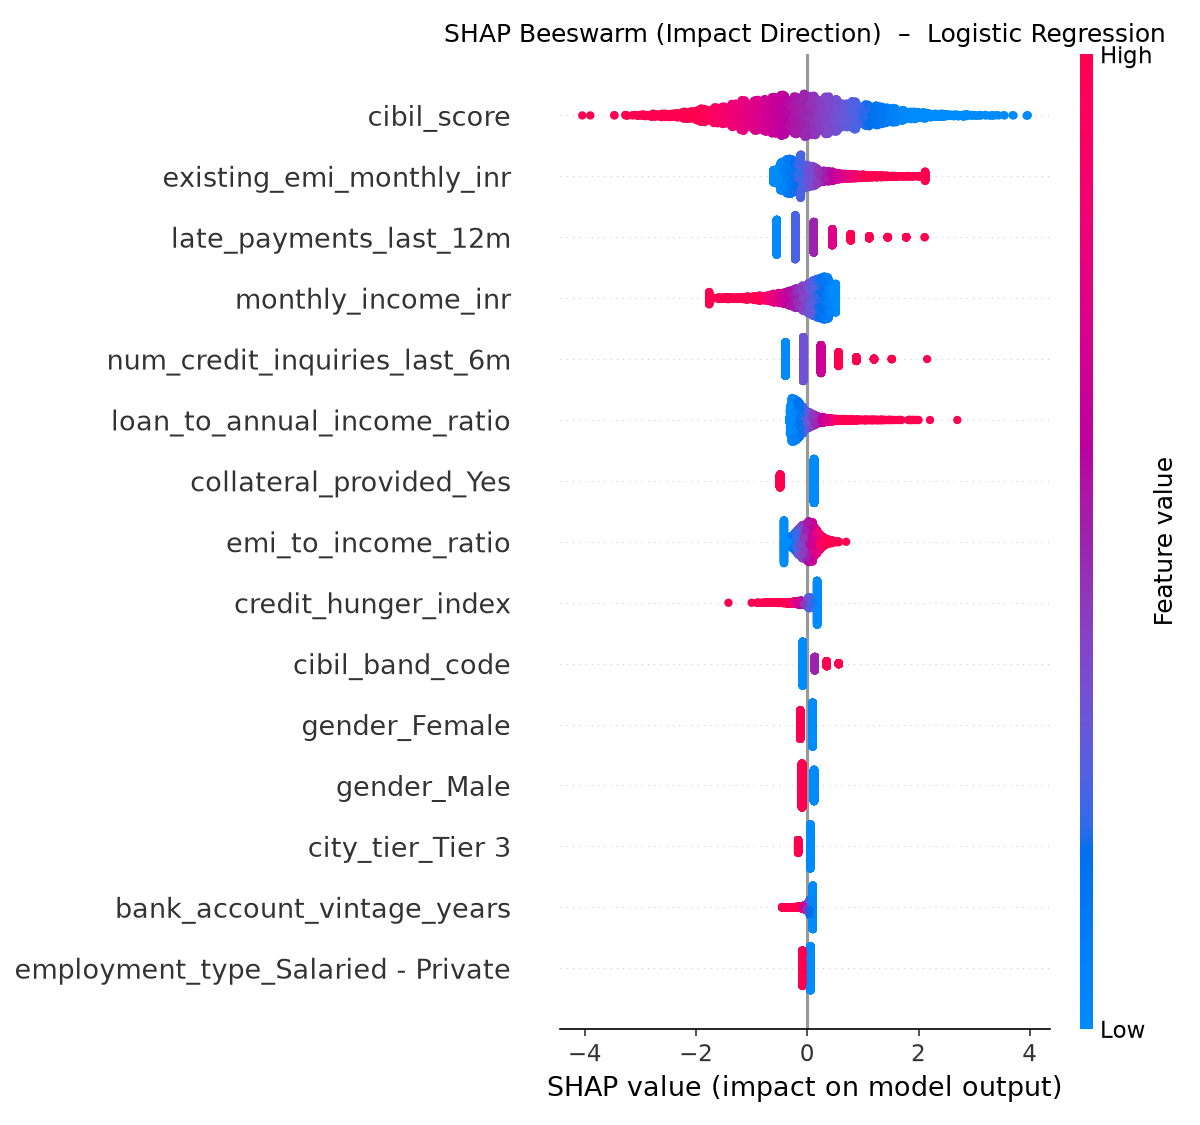 SHAP Beeswarm (Impact Direction) – Logistic Regression
High
cibil_score
existing_emi_monthly_inr
late_payments_last_12m
monthly_income_inr
num_credit_inquiries_last_6m
loan_to_annual_income_ratio
collateral_provided_Yes
emi_to_income_ratio
credit_hunger_index
cibil_band_code
gender_Female
gender_Male
city_tier_Tier 3
bank_account_vintage_years
employment_type_Salaried - Private
Feature value
Low
−4 −2 0 2 4
SHAP value (impact on model output)